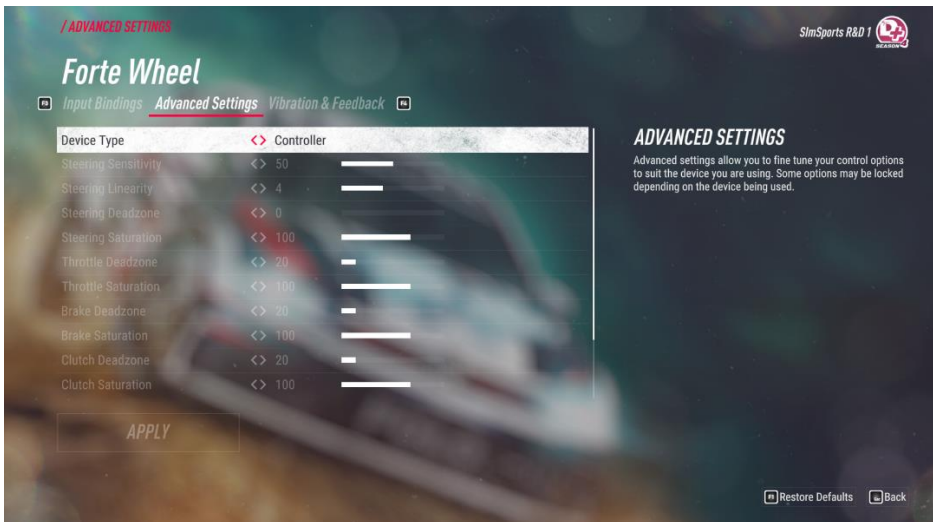 / ADVANCED SETTINGS
SImSports R&D 1
SEASON
Forte Wheel
Input Bindings Advanced Settings Vibration & Feedback
Device Type <> Controller
Steering Sensitivity <> 50
Steering Linearity <> 4
Steering Deadzone <> 0
Steering Saturation <> 100
Throttle Deadzone <> 20
Throttle Saturation <> 100
Brake Deadzone <> 20
Brake Saturation <> 100
Clutch Deadzone <> 20
Clutch Saturation <> 100
APPLY
ADVANCED SETTINGS
Advanced settings allow you to fine tune your control options
to suit the device you are using. Some options may be locked
depending on the device being used.
Restore Defaults Back